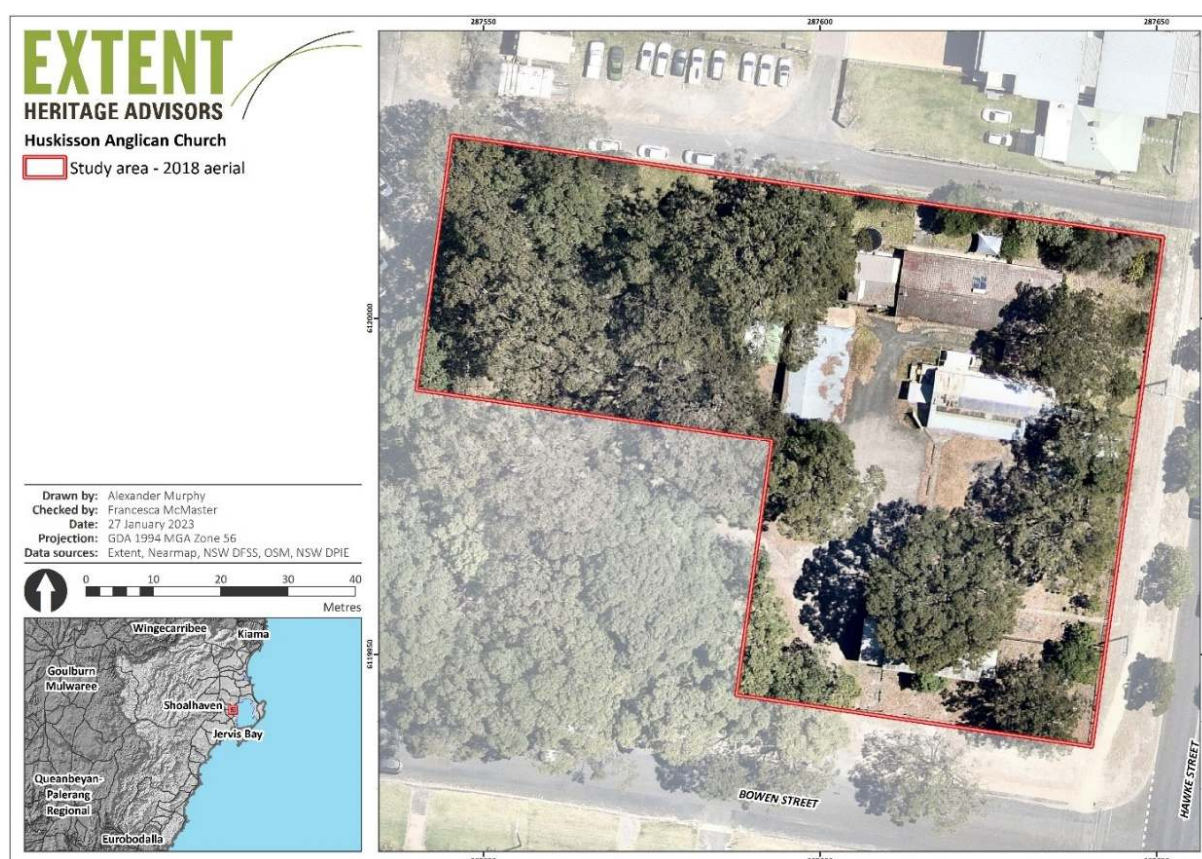 EXTENT
HERITAGE ADVISORS
Huskisson Anglican Church
Study area - 2018 aerial
Drawn by: Alexander Murphy
Checked by: Francesca McMaster
Date: 27 January 2023
Projection: GDA 1994 MGA Zone 56
Data sources: Extent, Nearmap, NSW DFSS, OSM, NSW DPIE
0 10 20 30 40
Metres
Wingecarribee
Kiama
Goulburn
Mulwaree
Shoalhaven
Jervis Bay
Queanbeyan-
Palerang
Regional
Eurobodalla
287550
287600
287650
6120000
6119950
BOWEN STREET
HAWKE STREET